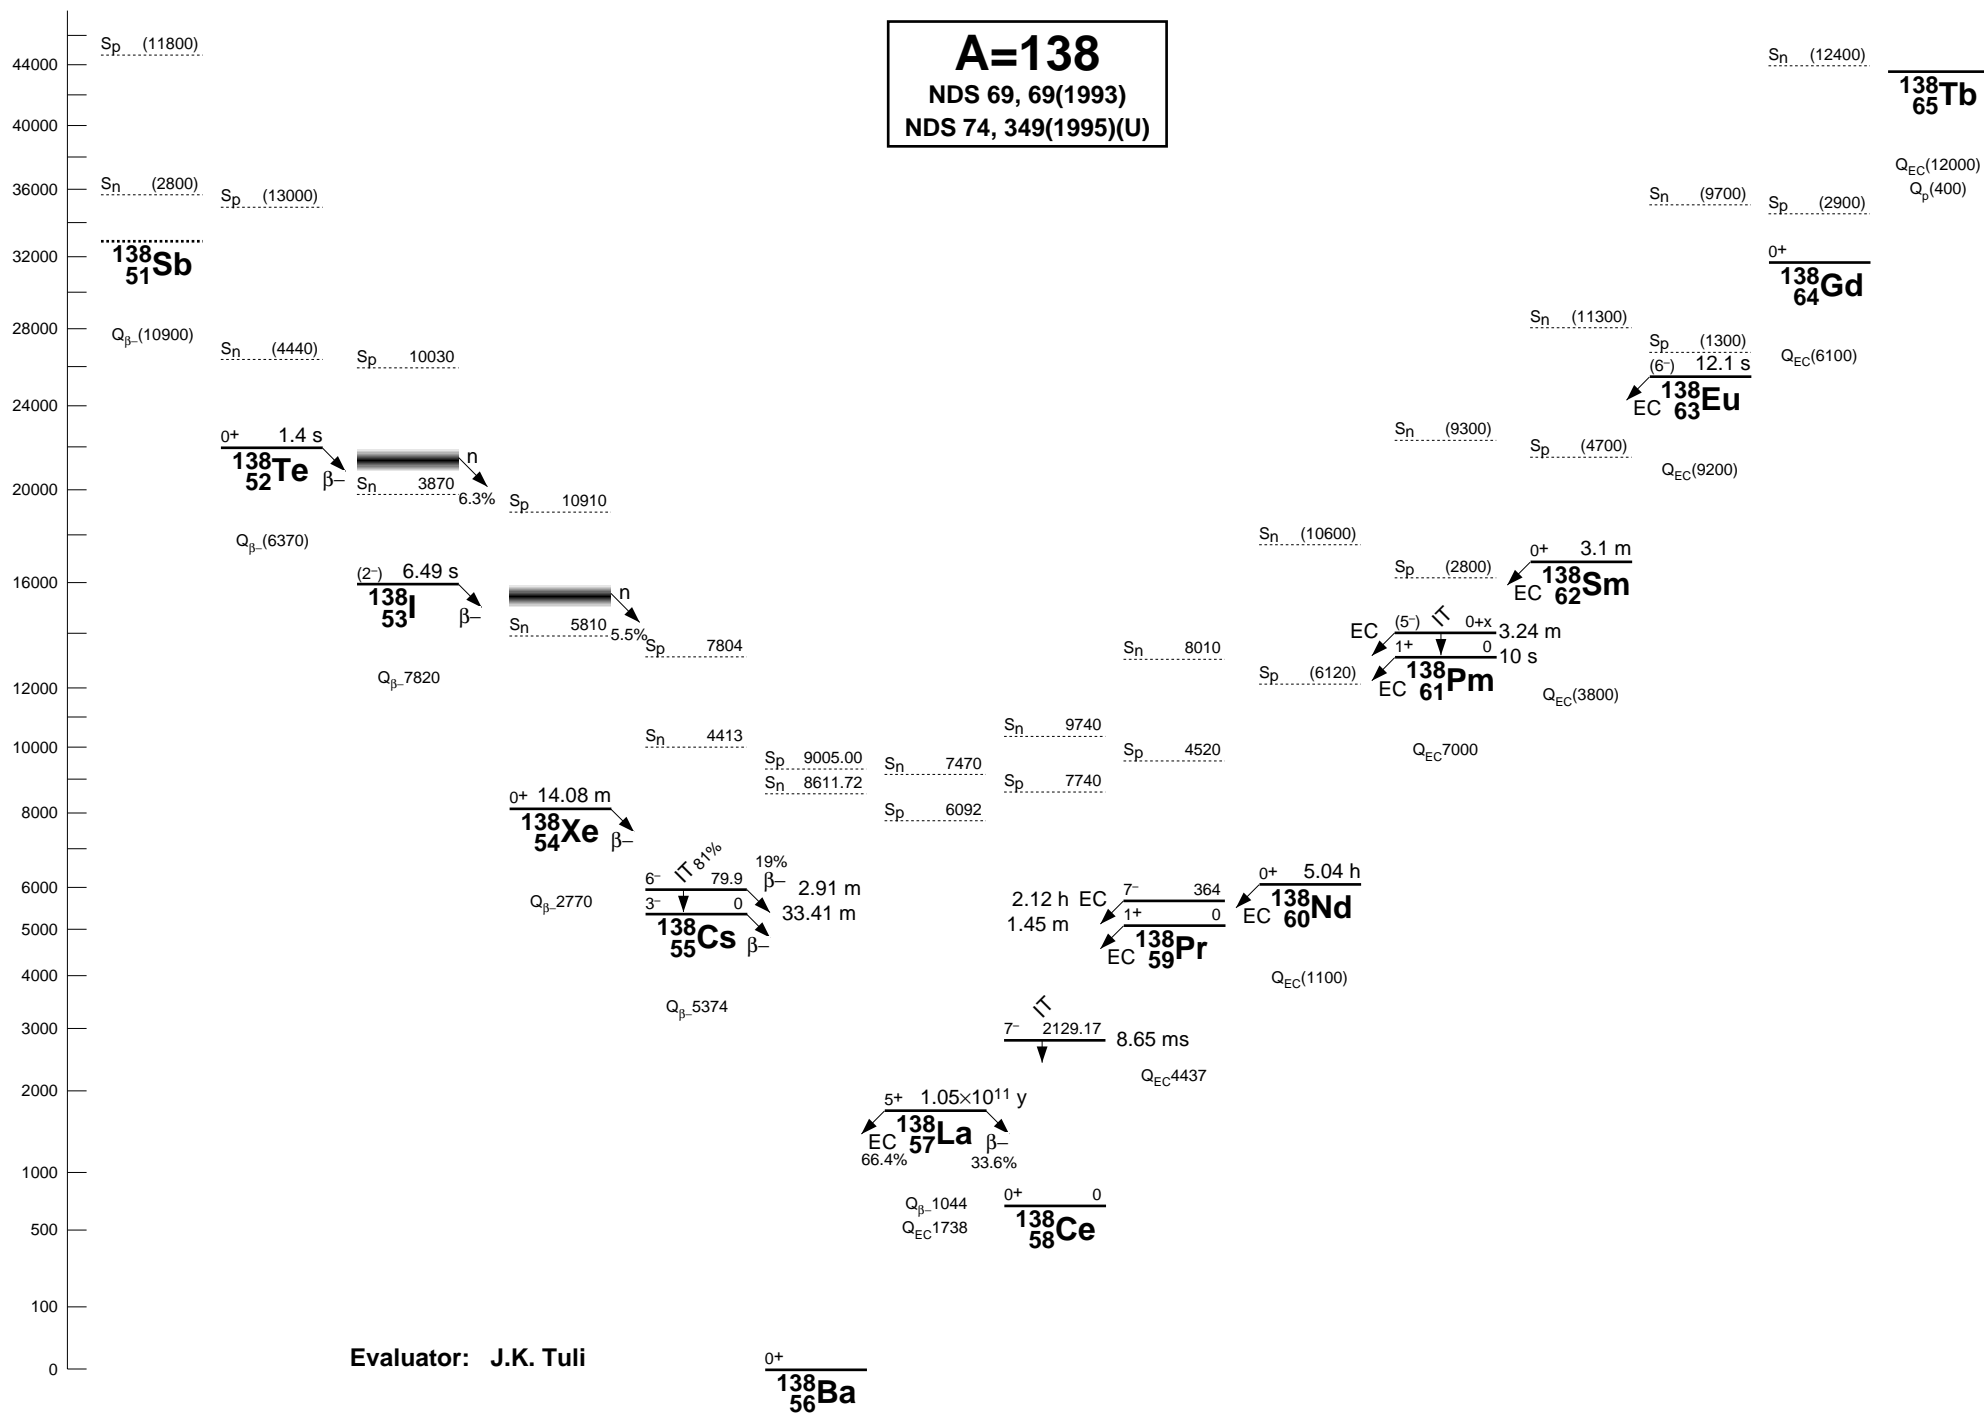 A=138
NDS 69, 69(1993)
NDS 74, 349(1995)(U)
44000
40000
36000
32000
28000
24000
20000
16000
12000
10000
8000
6000
5000
4000
3000
2000
1000
500
100
0
Sp (11800)
Sn (2800)
138 51 Sb
Qβ−(10900)
Sp (13000)
Sn (4440)
0+ 1.4 s
138 52 Te β−
Qβ−(6370)
Sp 10030
n
Sn 3870
6.3%
(2−) 6.49 s
138 53 I β−
Qβ−7820
Sp 10910
n
Sn 5810
5.5%
0+ 14.08 m
138 54 Xe β−
Qβ−2770
Sp 7804
Sn 4413
IT 81%
19%
β−
6− 79.9
2.91 m
3− 0
33.41 m
138 55 Cs β−
Qβ−5374
Sp 9005.00
Sn 8611.72
0+
138 56 Ba
Sn 7470
Sp 6092
5+ 1.05×10¹¹ y
EC 138 57 La β−
66.4% 33.6%
Qβ−1044
QEC1738
Sn 9740
Sp 7740
IT
7− 2129.17
8.65 ms
0+ 0
138 58 Ce
Sn 8010
Sp 4520
2.12 h EC 7− 364
1.45 m 1+ 0
EC 138 59 Pr
QEC4437
Sn (10600)
Sp (6120)
0+ 5.04 h
EC 138 60 Nd
QEC(1100)
Sn (9300)
Sp (2800)
IT
EC (5−) 0+x 3.24 m
1+ 0 10 s
EC 138 61 Pm
QEC7000
Sn (11300)
Sp (4700)
0+ 3.1 m
EC 138 62 Sm
QEC(3800)
Sn (9700)
Sp (1300)
(6−) 12.1 s
EC 138 63 Eu
QEC(9200)
Sn (12400)
Sp (2900)
0+
138 64 Gd
QEC(6100)
138 65 Tb
QEC(12000)
Qp(400)
Evaluator: J.K. Tuli